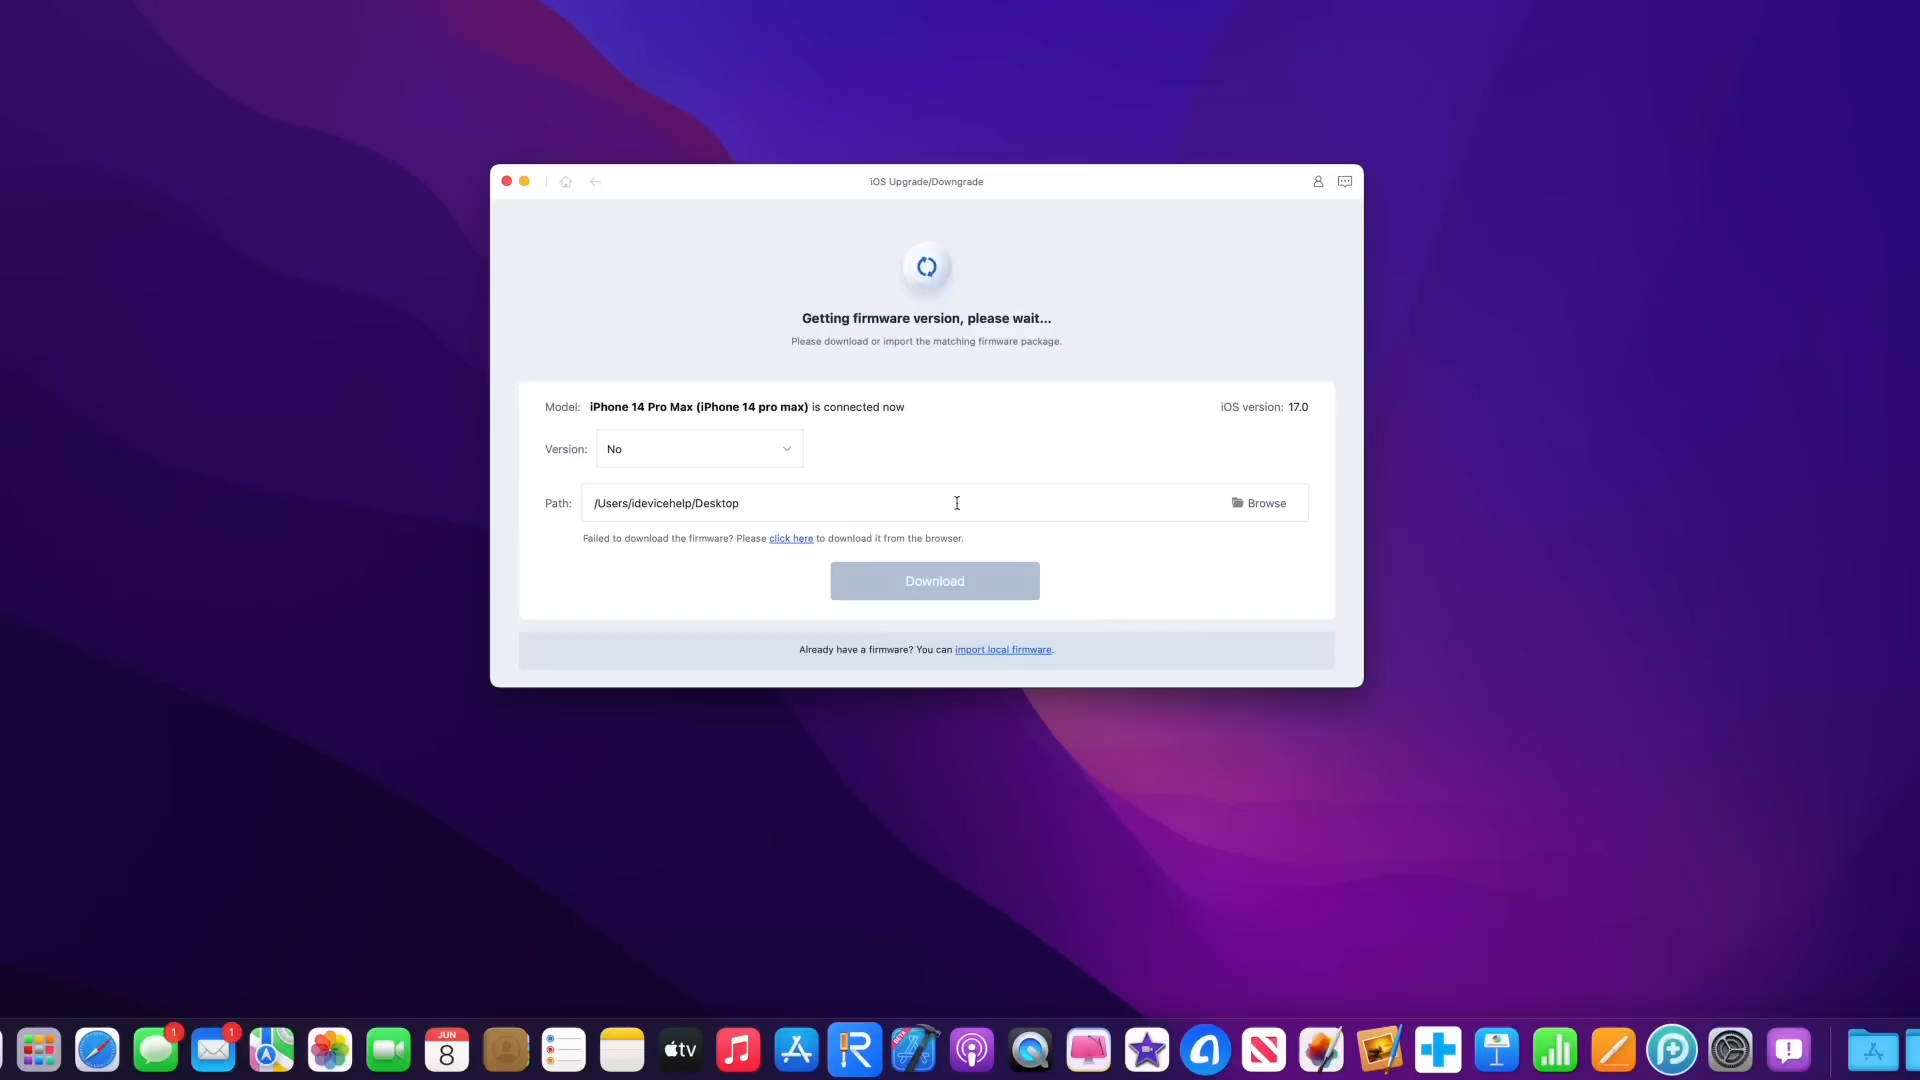 iOS Upgrade/Downgrade
Getting firmware version, please wait...
Please download or import the matching firmware package.
Model: iPhone 14 Pro Max (iPhone 14 pro max) is connected now
iOS version: 17.0
Version: No
Path: /Users/idevicehelp/Desktop
Browse
Failed to download the firmware? Please click here to download it from the browser.
Download
Already have a firmware? You can import local firmware.
1
1
JUN
8
tv
BETA